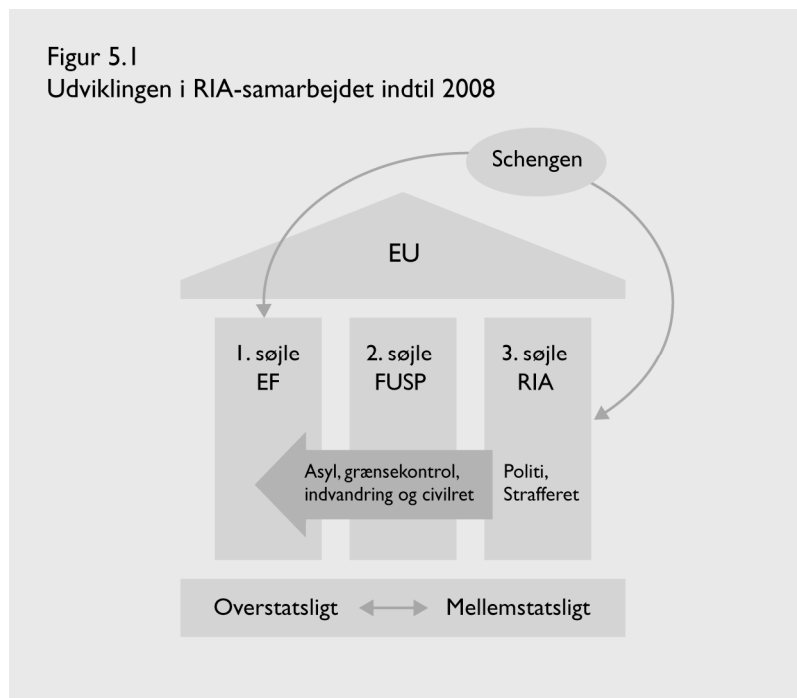 Figur 5.1
Udviklingen i RIA-samarbejdet indtil 2008
Schengen
EU
1. søjle
EF
2. søjle
FUSP
3. søjle
RIA
Asyl, grænsekontrol,
indvandring og civilret
Politi,
Strafferet
Overstatsligt
Mellemstatsligt